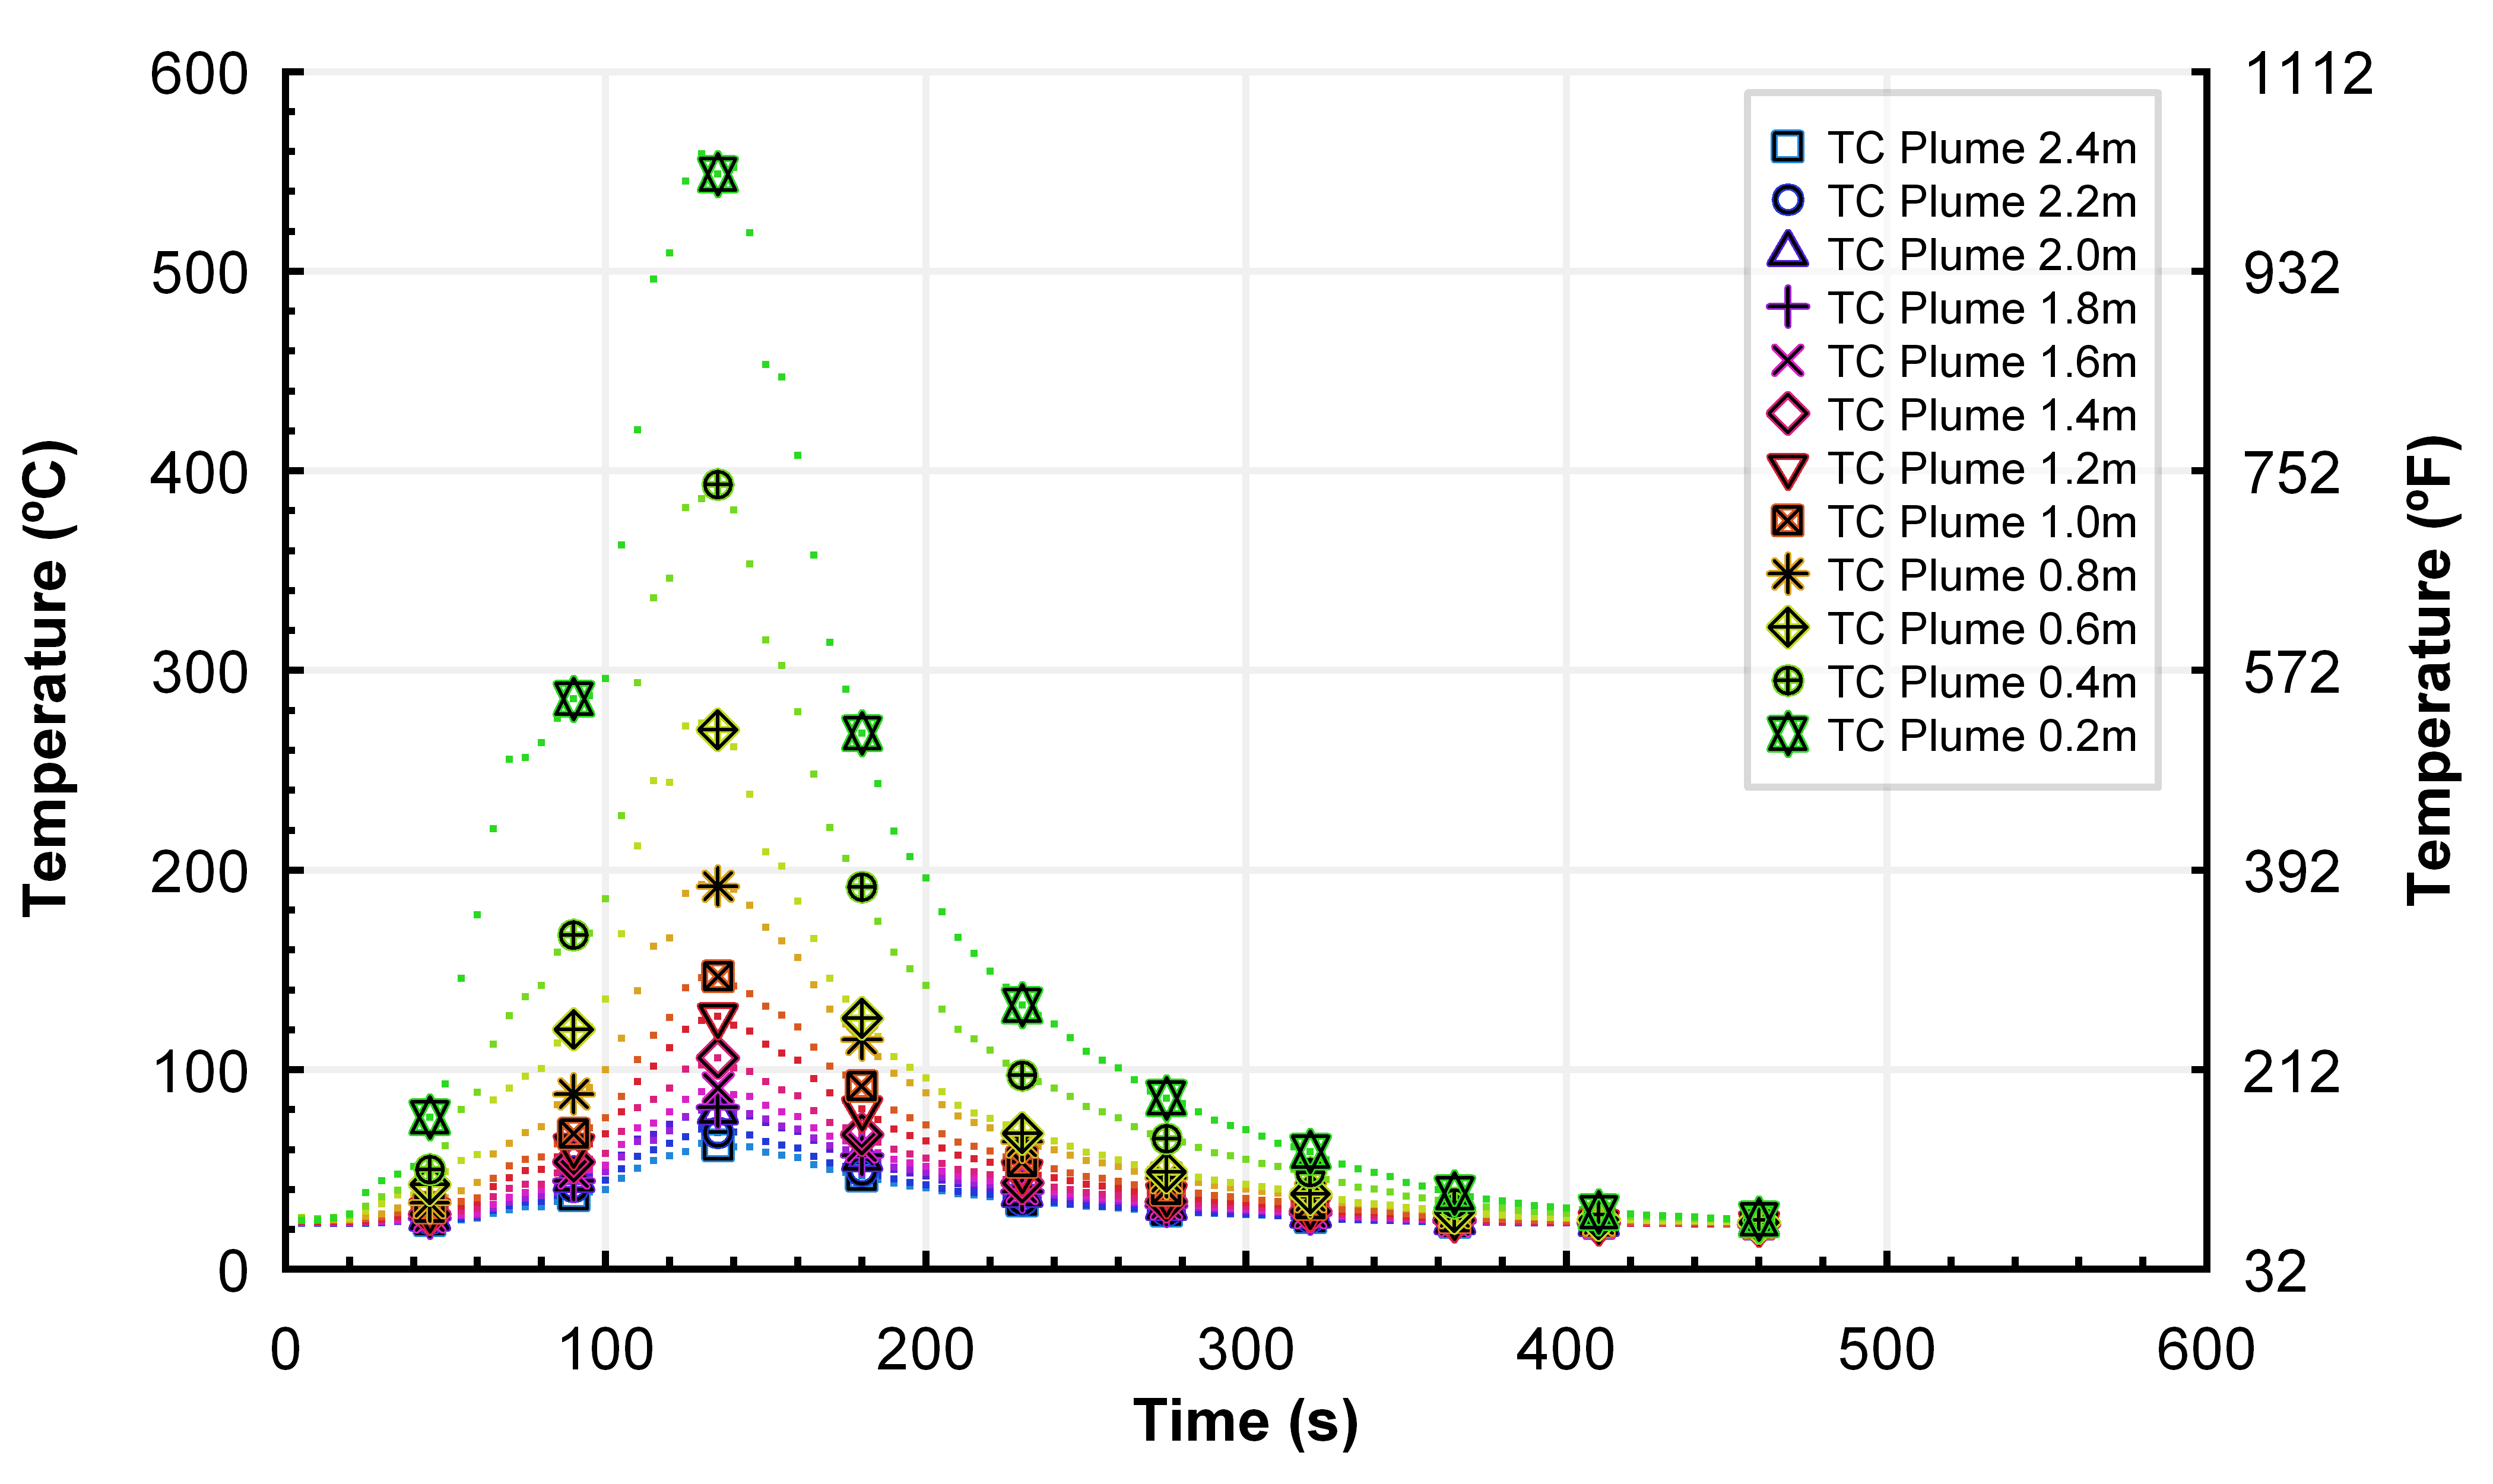 600
500
400
300
200
100
0
1112
932
752
572
392
212
32
0 100 200 300 400 500 600
Time (s)
Temperature (ºC)
Temperature (ºF)
TC Plume 2.4m
TC Plume 2.2m
TC Plume 2.0m
TC Plume 1.8m
TC Plume 1.6m
TC Plume 1.4m
TC Plume 1.2m
TC Plume 1.0m
TC Plume 0.8m
TC Plume 0.6m
TC Plume 0.4m
TC Plume 0.2m